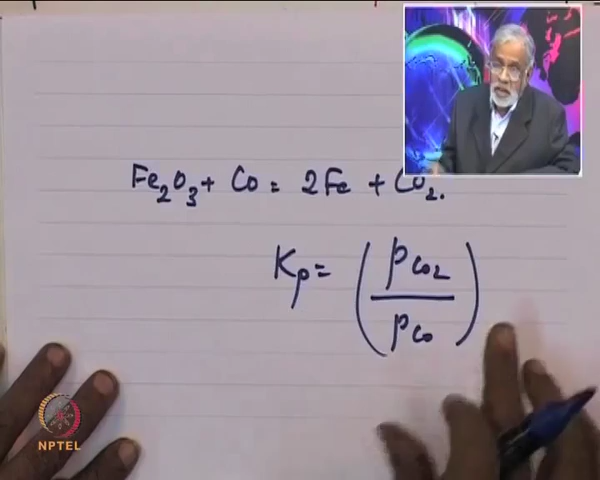 Fe₂O₃ + Co = 2Fe + Co₂.
Kp = (pCo₂ / pCo)
NPTEL